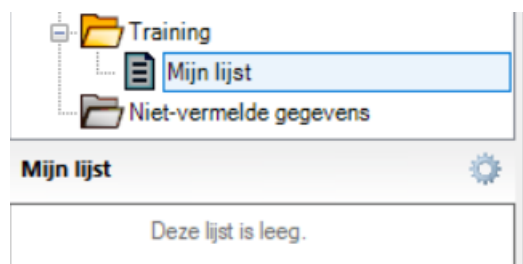 Training
Mijn lijst
Niet-vermelde gegevens
Mijn lijst
Deze lijst is leeg.